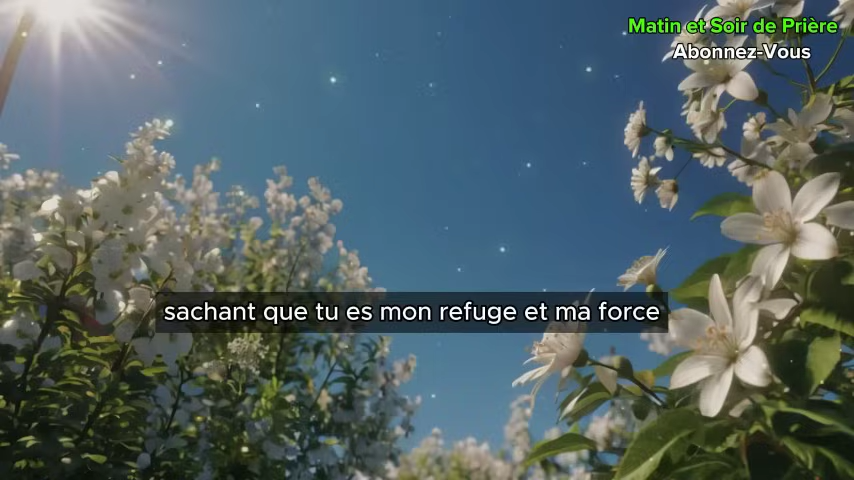 Matin et Soir de Prière
Abonnez-Vous
sachant que tu es mon refuge et ma force